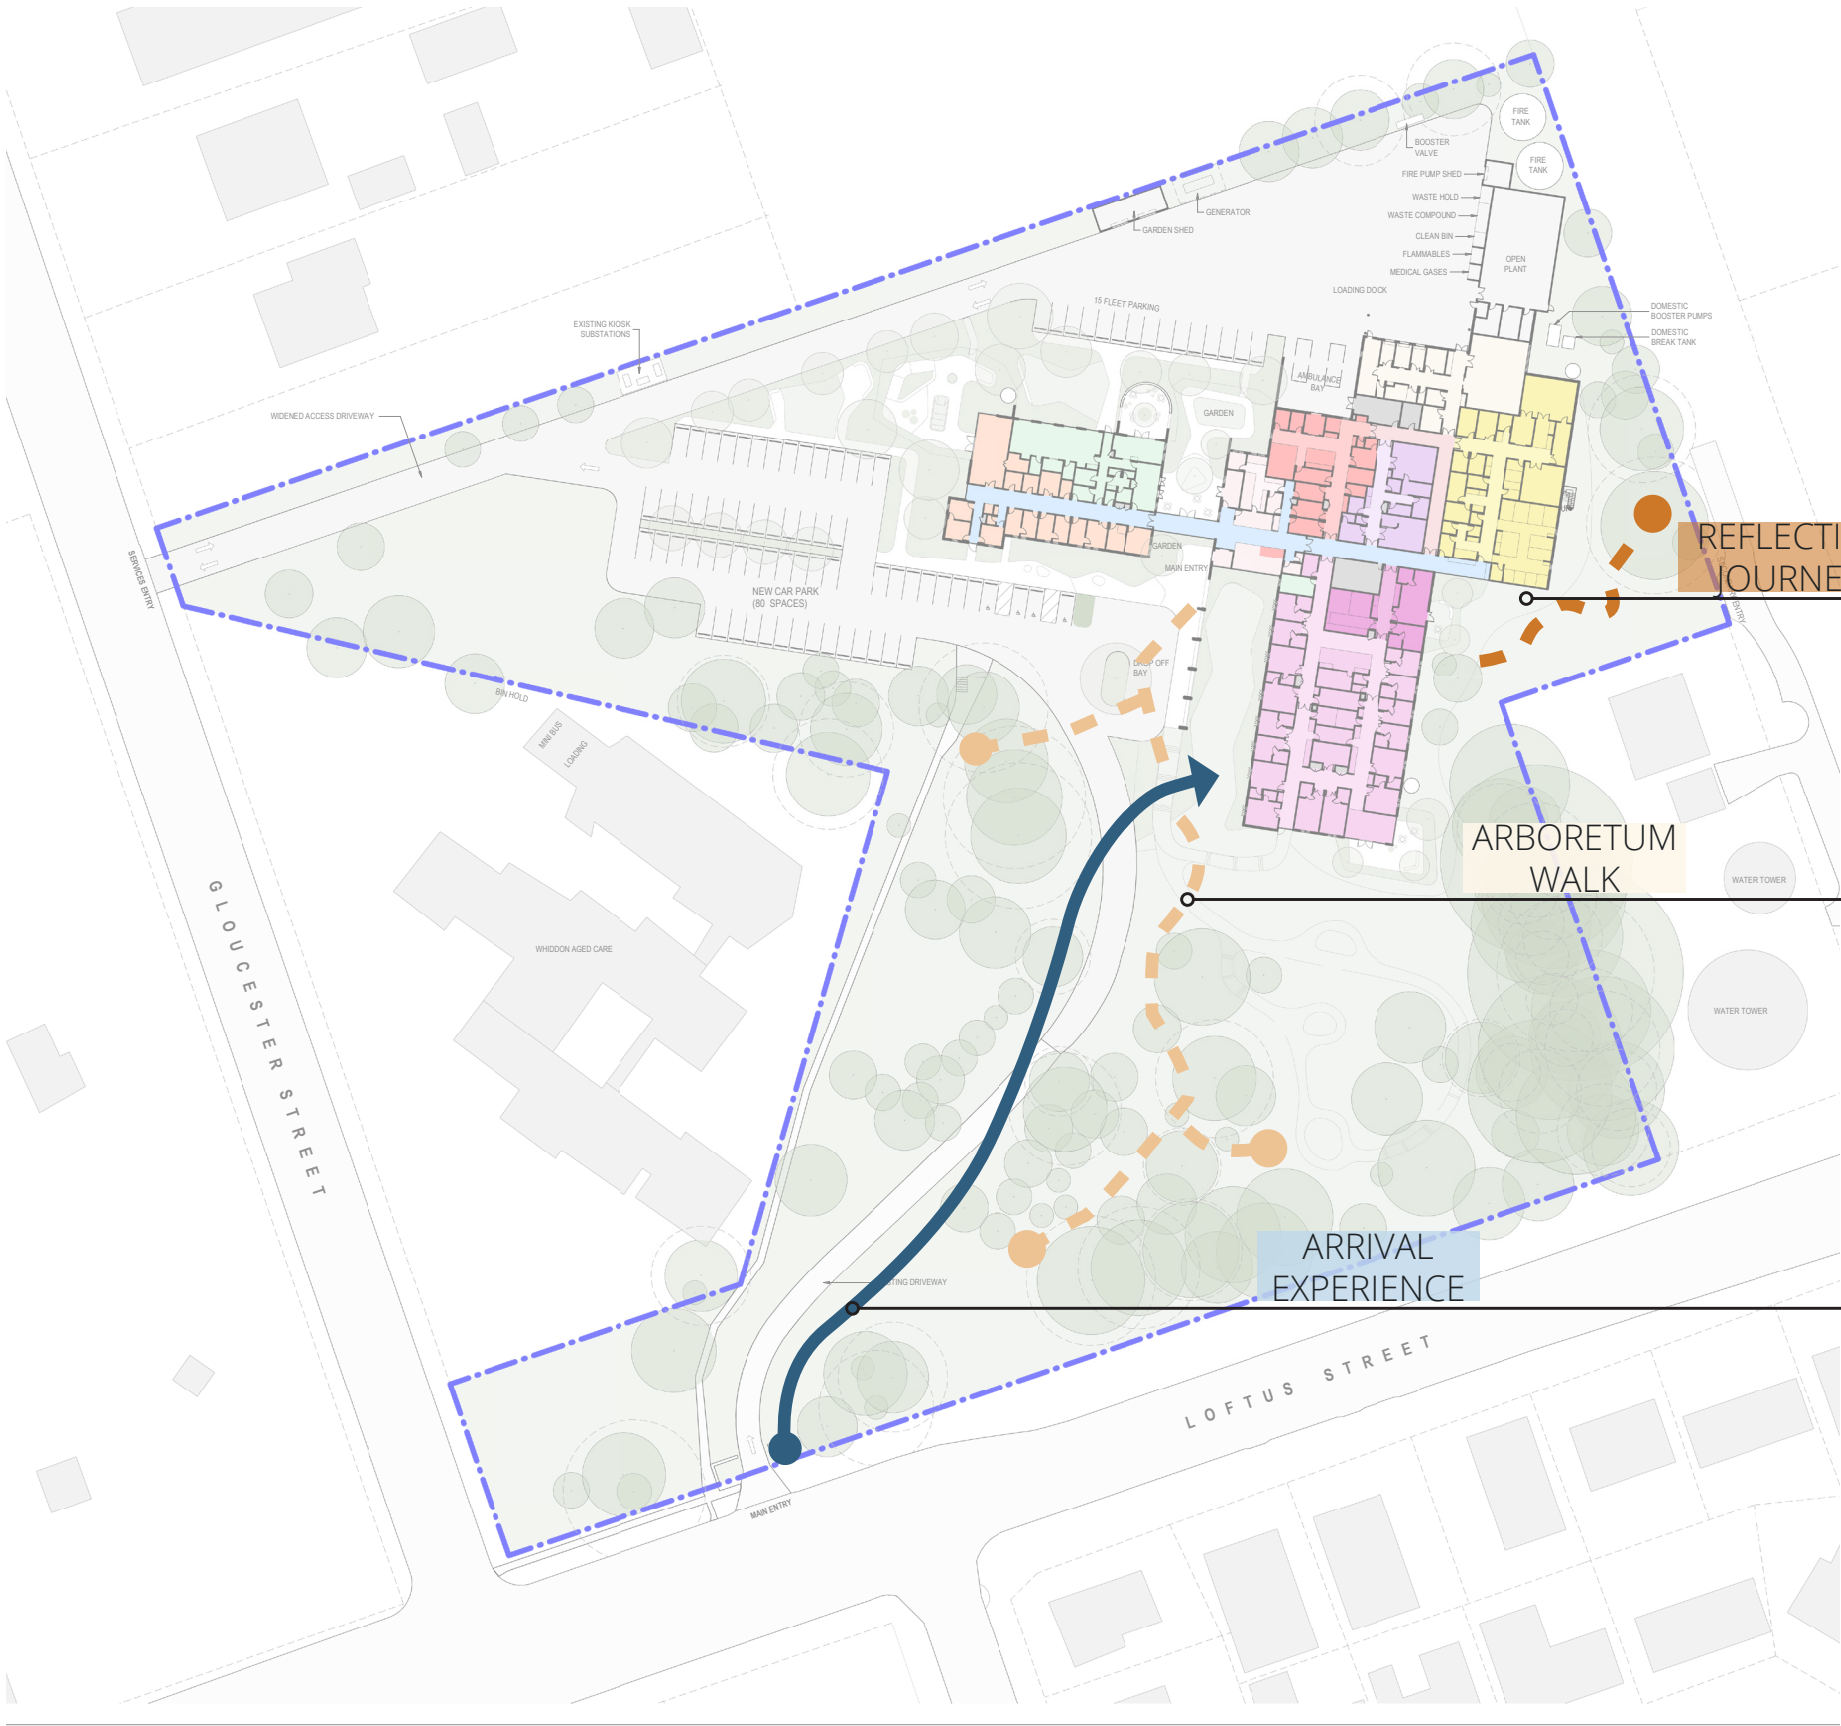 FIRE
TANK
FIRE
TANK
BOOSTER
VALVE
FIRE PUMP SHED
WASTE HOLD
WASTE COMPOUND
CLEAN BIN
FLAMMABLES
MEDICAL GASES
OPEN
PLANT
LOADING DOCK
GENERATOR
GARDEN SHED
15 FLEET PARKING
DOMESTIC
BOOSTER PUMPS
DOMESTIC
BREAK TANK
EXISTING KIOSK
SUBSTATIONS
AMBULANCE
BAY
GARDEN
WIDENED ACCESS DRIVEWAY
SERVICES ENTRY
GARDEN
MAIN ENTRY
NEW CAR PARK
(80 SPACES)
REFLECTI
OURNE
ENTRY
DROP OFF
BAY
BIN HOLD
MINI BUS
LOADING
ARBORETUM
WALK
WATER TOWER
WHIDDON AGED CARE
WATER TOWER
GLOUCESTER STREET
ARRIVAL
EXPERIENCE
STING DRIVEWAY
LOFTUS STREET
MAIN ENTRY